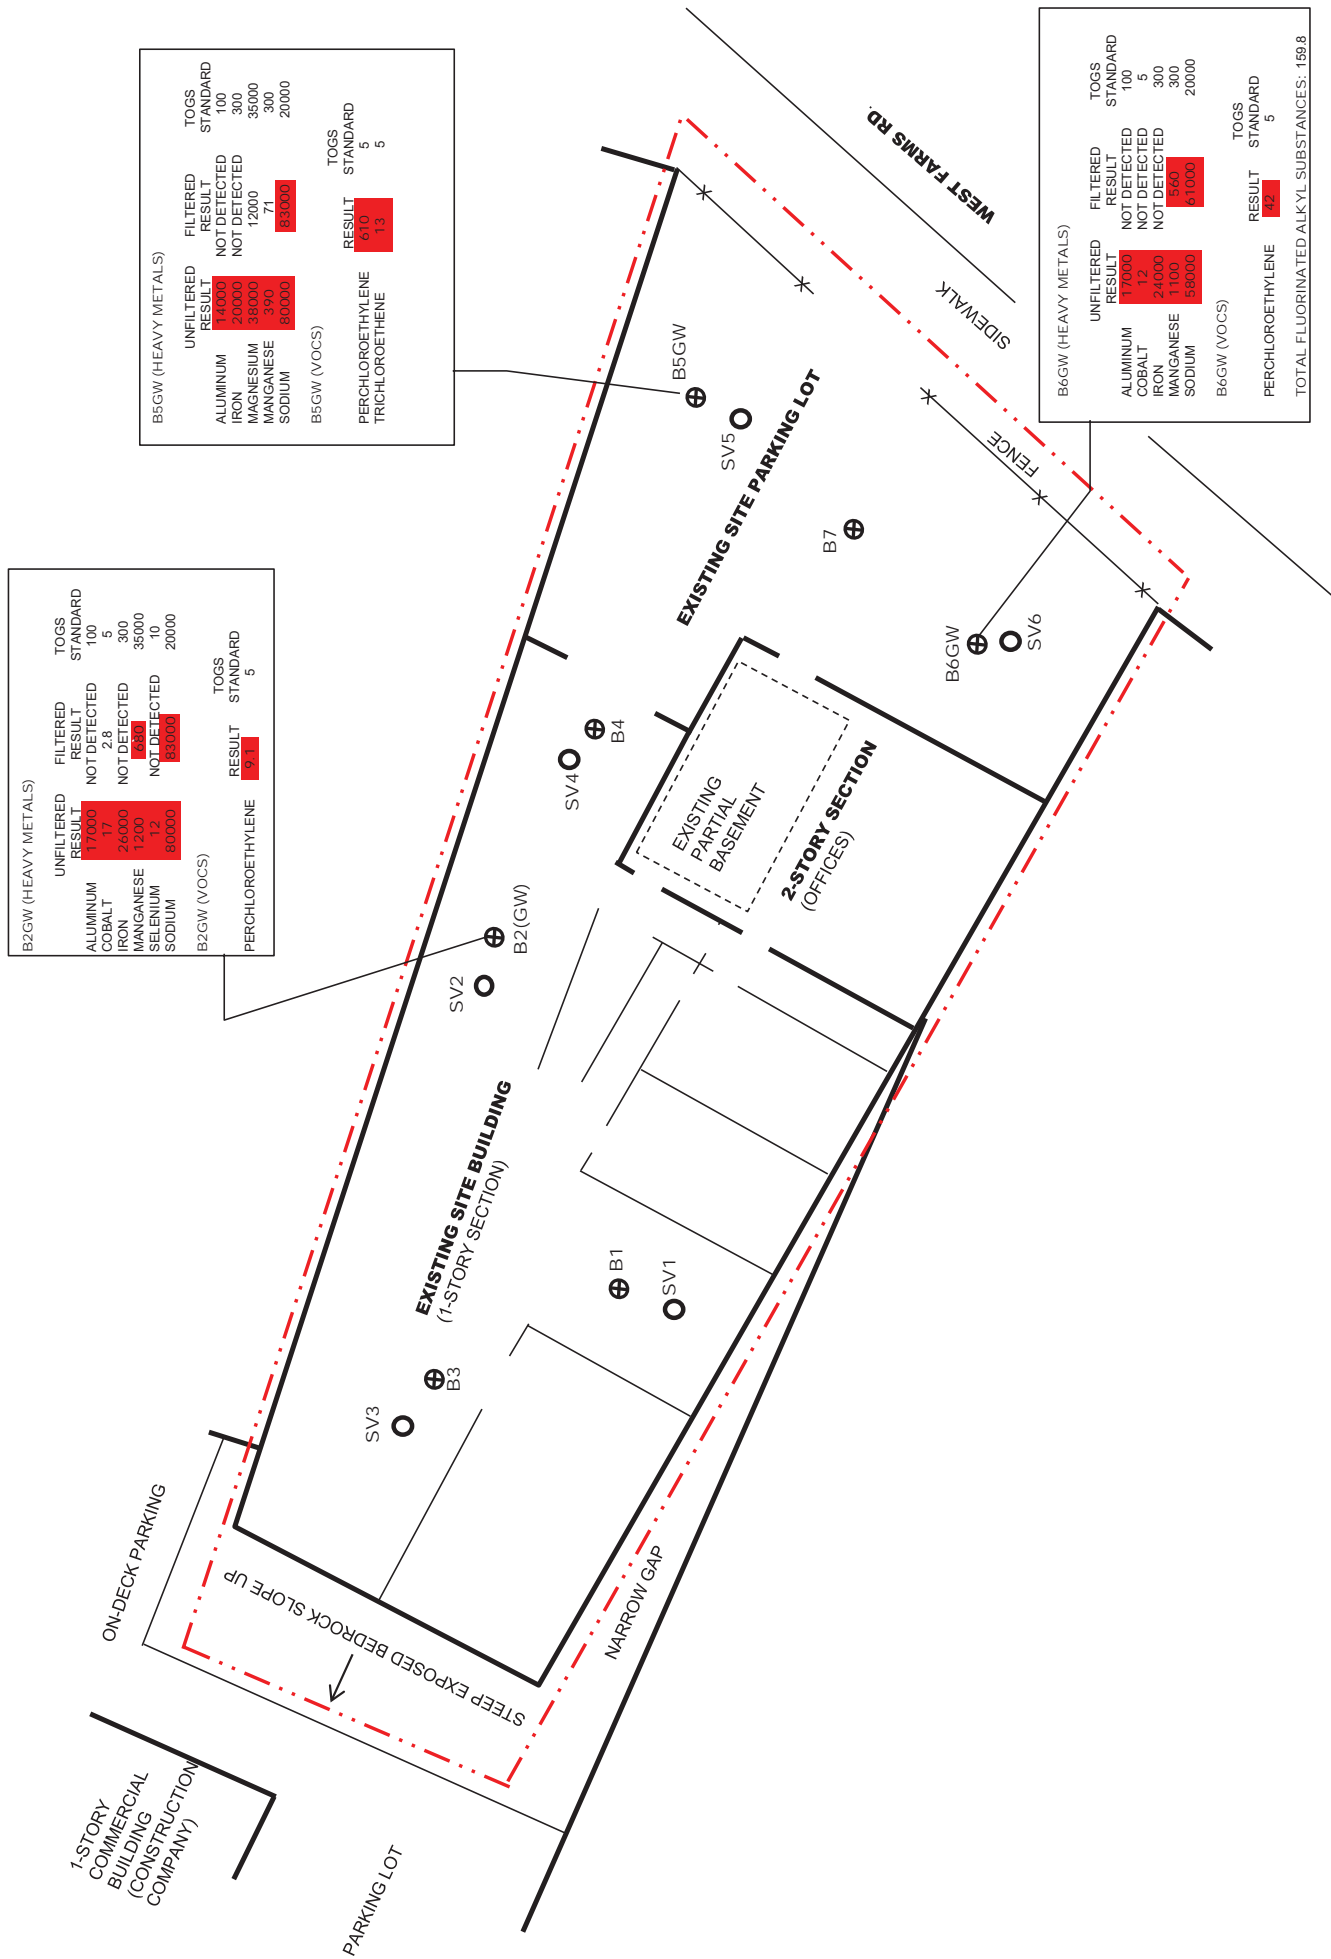 B2GW (HEAVY METALS)
UNFILTERED FILTERED TOGS
RESULT RESULT STANDARD
ALUMINUM 17000 NOT DETECTED 100
COBALT 17 2.8 5
IRON 26000 NOT DETECTED 300
MANGANESE 1200 680 35000
SELENIUM 12 NOT DETECTED 10
SODIUM 80000 83000 20000
B2GW (VOCS)
TOGS
RESULT STANDARD
PERCHLOROETHYLENE 9.1 5
B5GW (HEAVY METALS)
UNFILTERED FILTERED TOGS
RESULT RESULT STANDARD
ALUMINUM 14000 NOT DETECTED 100
IRON 20000 NOT DETECTED 300
MAGNESIUM 38000 12000 35000
MANGANESE 390 71 300
SODIUM 80000 83000 20000
B5GW (VOCS)
TOGS
RESULT STANDARD
PERCHLOROETHYLENE 610 5
TRICHLOROETHENE 13 5
B6GW (HEAVY METALS)
UNFILTERED FILTERED TOGS
RESULT RESULT STANDARD
ALUMINUM 17000 NOT DETECTED 100
COBALT 12 NOT DETECTED 5
IRON 24000 NOT DETECTED 300
MANGANESE 1100 560 300
SODIUM 58000 61000 20000
B6GW (VOCS)
TOGS
RESULT STANDARD
PERCHLOROETHYLENE 42 5
TOTAL FLUORINATED ALKYL SUBSTANCES: 159.8
1-STORY
COMMERCIAL
BUILDING
(CONSTRUCTION
COMPANY)
ON-DECK PARKING
PARKING LOT
STEEP EXPOSED BEDROCK SLOPE UP
NARROW GAP
SV3
B3
EXISTING SITE BUILDING
(1-STORY SECTION)
B1
SV1
SV2
B2(GW)
SV4
B4
EXISTING
PARTIAL
BASEMENT
2-STORY SECTION
(OFFICES)
EXISTING SITE PARKING LOT
B5GW
SV5
B7
B6GW
SV6
FENCE
SIDEWALK
WEST FARMS RD.